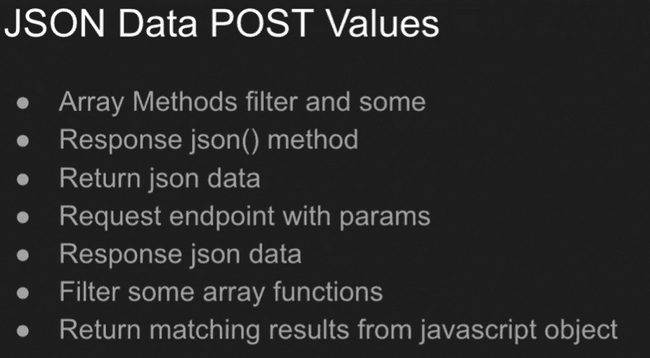 JSON Data POST Values
● Array Methods filter and some
● Response json() method
● Return json data
● Request endpoint with params
● Response json data
● Filter some array functions
● Return matching results from javascript object